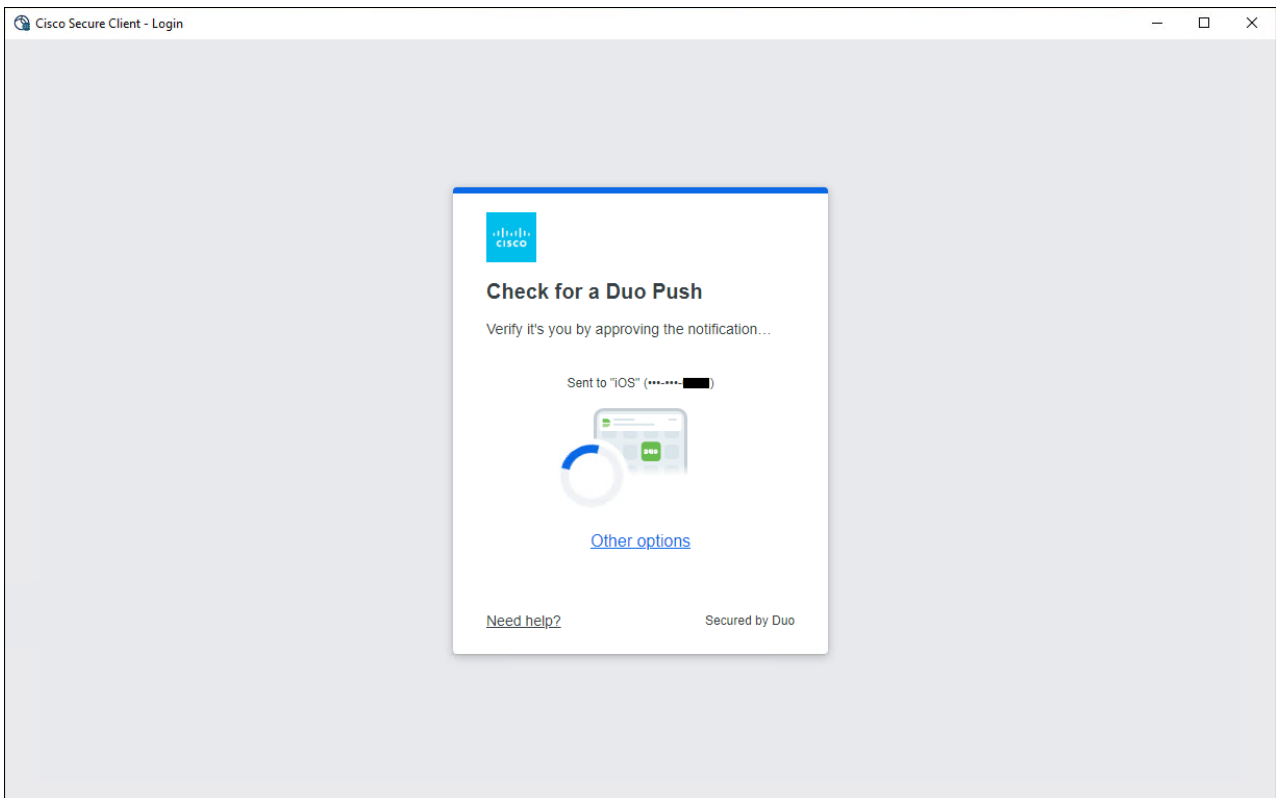 Cisco Secure Client - Login
CISCO
Check for a Duo Push
Verify it's you by approving the notification…
Sent to "iOS" (•••-•••-)
DUO
Other options
Need help?
Secured by Duo